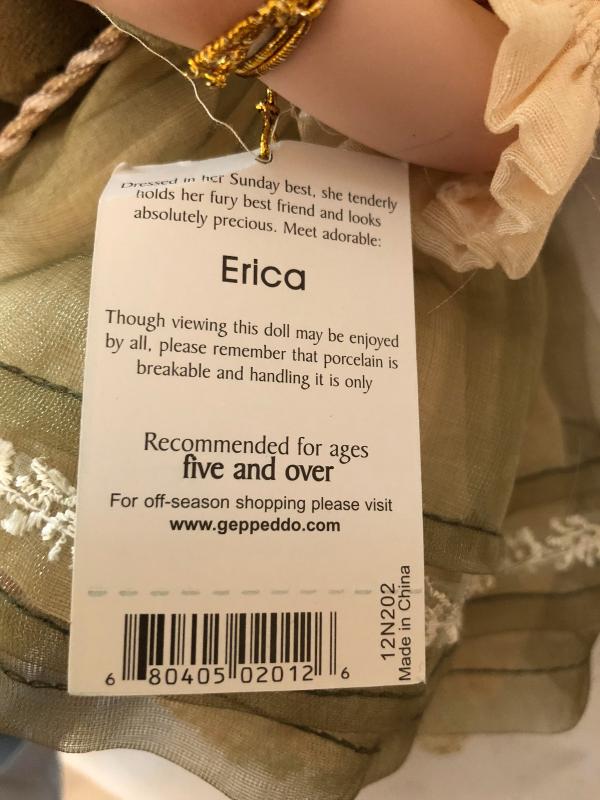 Dressed in her Sunday best, she tenderly
holds her fury best friend and looks
absolutely precious. Meet adorable:
Erica
Though viewing this doll may be enjoyed
by all, please remember that porcelain is
breakable and handling it is only
Recommended for ages
five and over
For off-season shopping please visit
www.geppeddo.com
12N202
Made in China
6 80405 02012 6